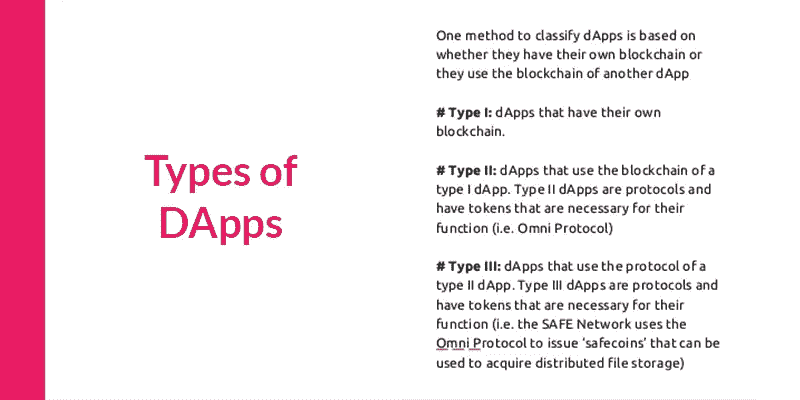 Types of
DApps
One method to classify dApps is based on
whether they have their own blockchain or
they use the blockchain of another dApp
# Type I: dApps that have their own
blockchain.
# Type II: dApps that use the blockchain of a
type I dApp. Type II dApps are protocols and
have tokens that are necessary for their
function (i.e. Omni Protocol)
# Type III: dApps that use the protocol of a
type II dApp. Type III dApps are protocols and
have tokens that are necessary for their
function (i.e. the SAFE Network uses the
Omni Protocol to issue ‘safecoins’ that can be
used to acquire distributed file storage)